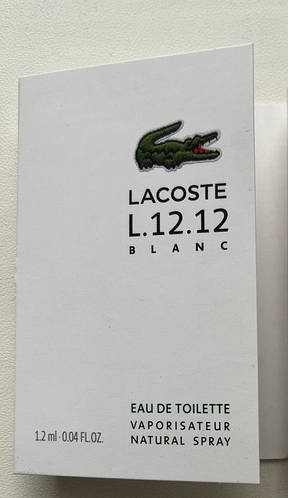 LACOSTE
L.12.12
BLANC
EAU DE TOILETTE
VAPORISATEUR
NATURAL SPRAY
1.2 ml · 0.04 FL.OZ.